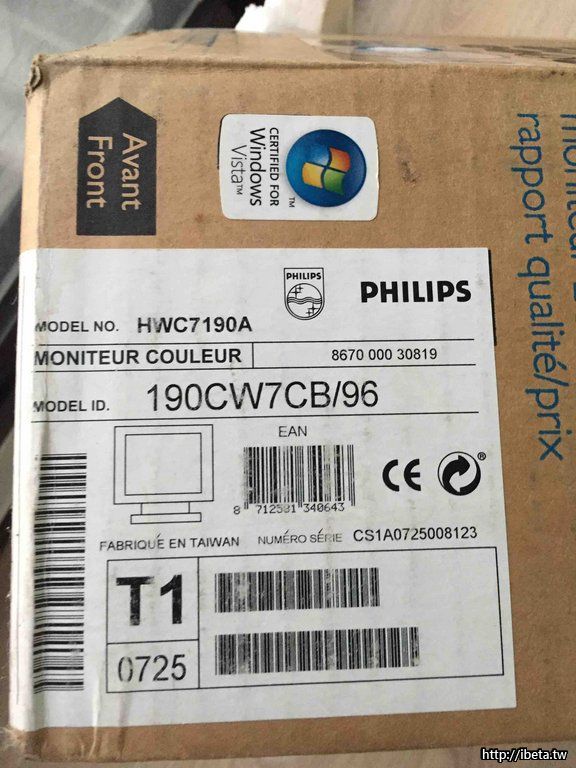 Avant
Front
CERTIFIED FOR
Windows
Vista™
rapport qualité/prix
PHILIPS
PHILIPS
MODEL NO. HWC7190A
MONITEUR COULEUR 8670 000 30819
MODEL ID. 190CW7CB/96
EAN
8 712581 340643
CE
®
FABRIQUÉ EN TAIWAN NUMÉRO SÉRIE CS1A0725008123
T1
0725
http://ibeta.tw